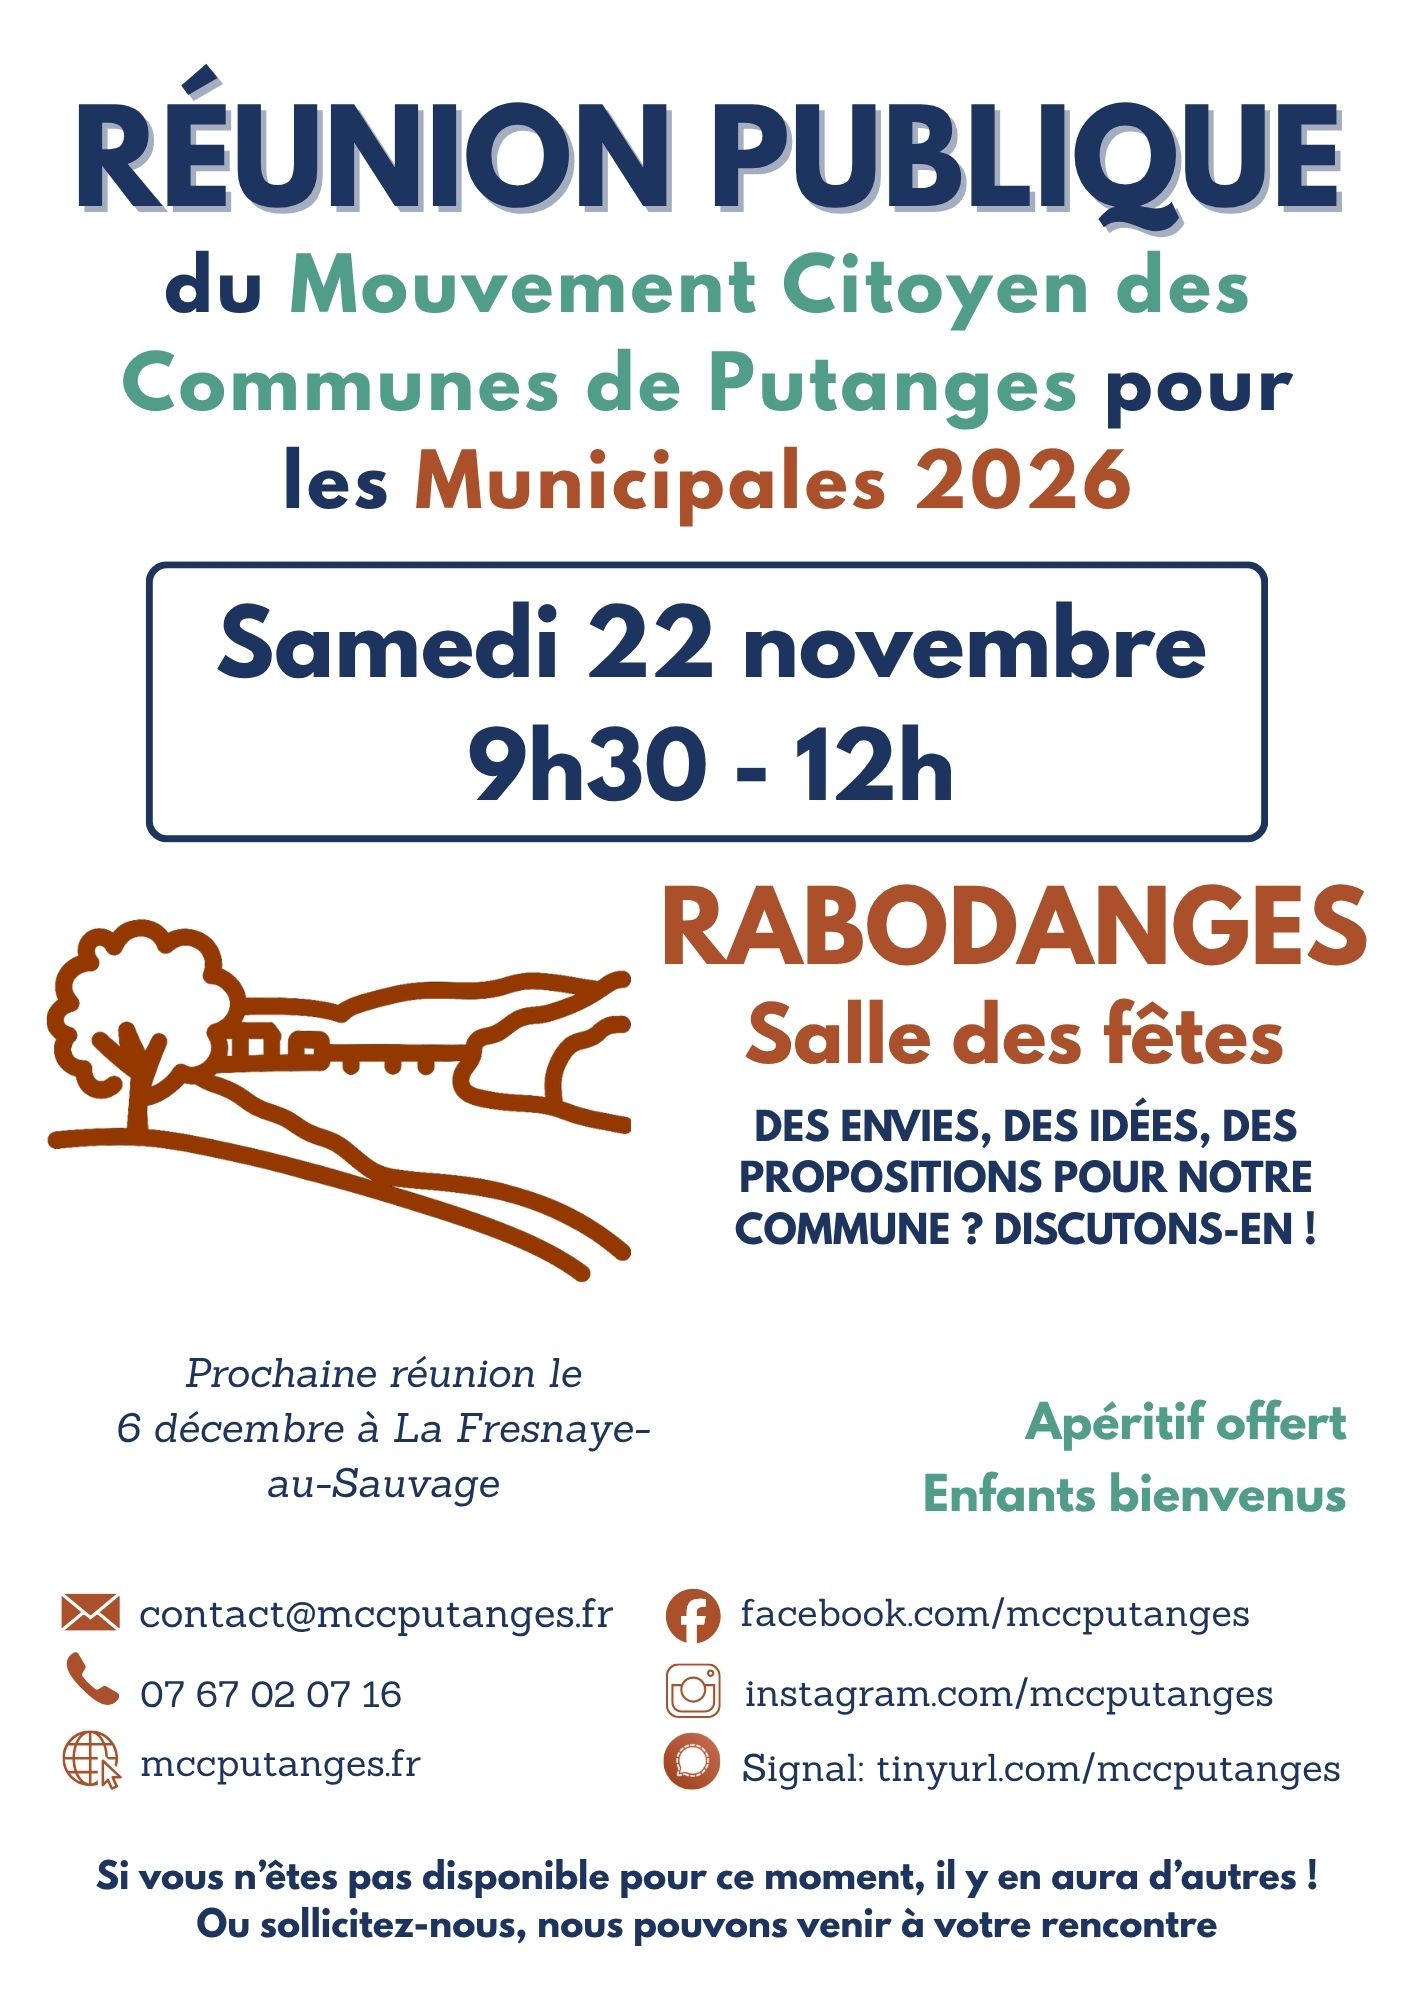 RÉUNION PUBLIQUE
du Mouvement Citoyen des
Communes de Putanges pour
les Municipales 2026
Samedi 22 novembre
9h30 - 12h
RABODANGES
Salle des fêtes
DES ENVIES, DES IDÉES, DES
PROPOSITIONS POUR NOTRE
COMMUNE ? DISCUTONS-EN !
Prochaine réunion le
6 décembre à La Fresnaye-
au-Sauvage
Apéritif offert
Enfants bienvenus
contact@mccputanges.fr
07 67 02 07 16
mccputanges.fr
facebook.com/mccputanges
instagram.com/mccputanges
Signal: tinyurl.com/mccputanges
Si vous n’êtes pas disponible pour ce moment, il y en aura d’autres !
Ou sollicitez-nous, nous pouvons venir à votre rencontre